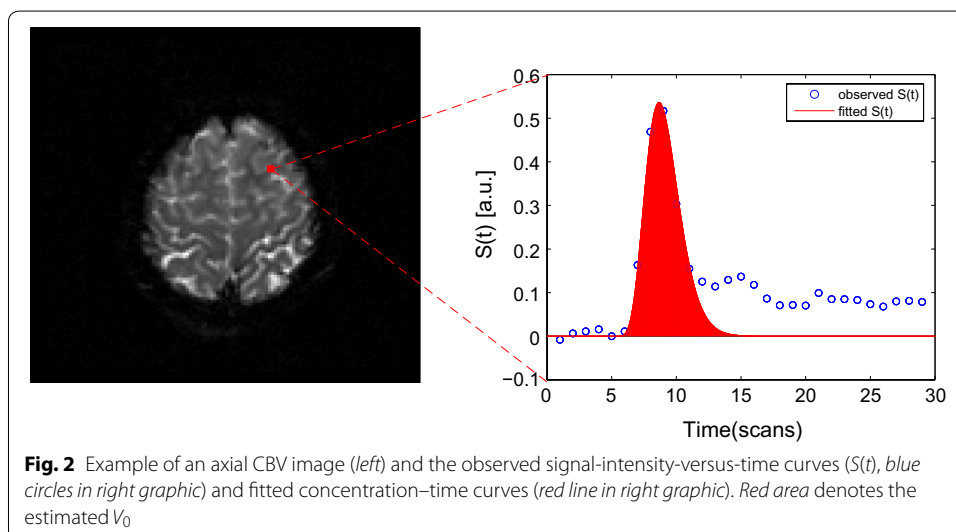 0.6
0.5
0.4
0.3
0.2
0.1
0
−0.1
S(t) [a.u.]
observed S(t)
fitted S(t)
0 5 10 15 20 25 30
Time(scans)
Fig. 2 Example of an axial CBV image (left) and the observed signal-intensity-versus-time curves (S(t), blue
circles in right graphic) and fitted concentration–time curves (red line in right graphic). Red area denotes the
estimated V0